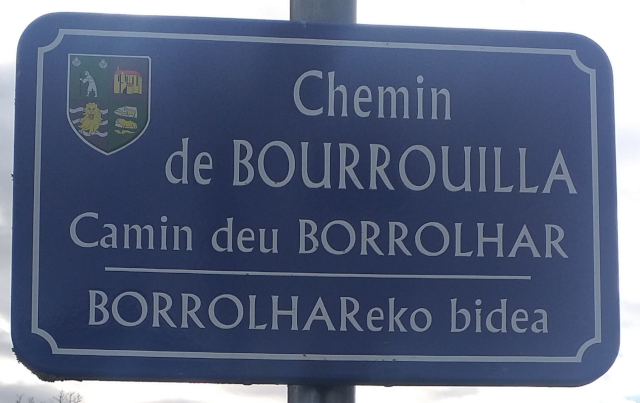 Chemin
de BOURROUILLA
Camin deu BORROLHAR
BORROLHAReko bidea